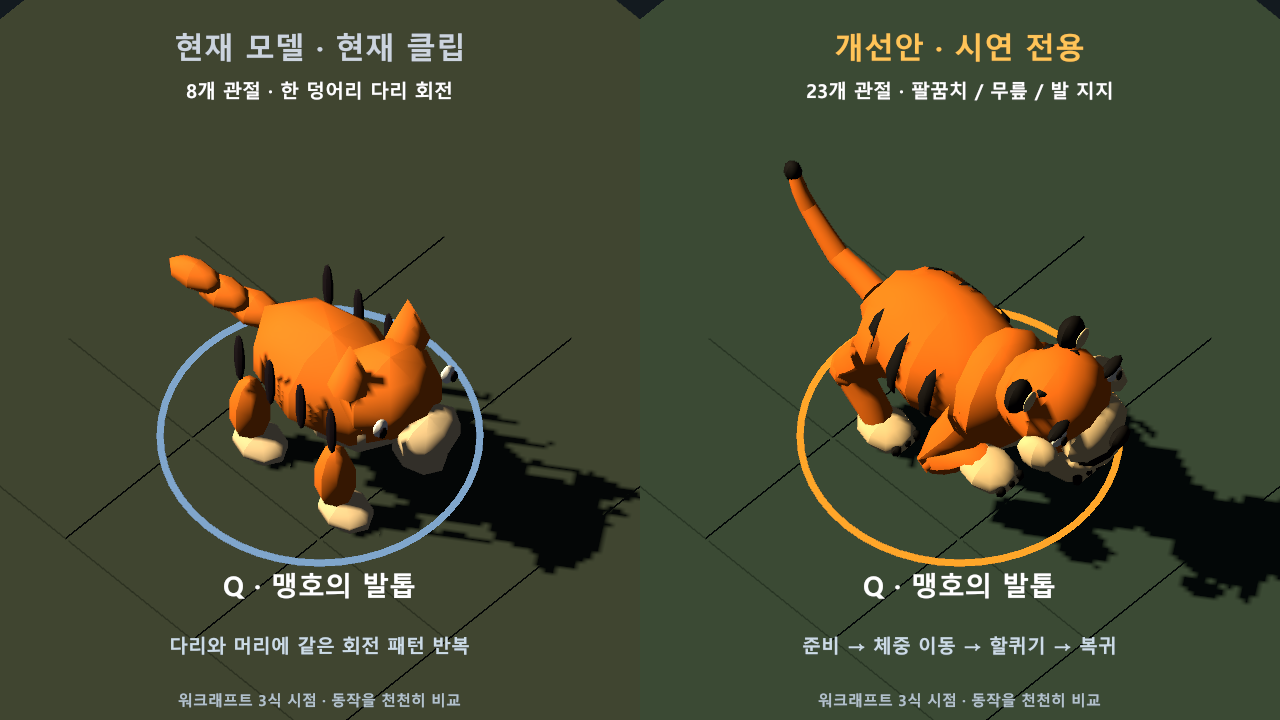 현재 모델 · 현재 클립
8개 관절 · 한 덩어리 다리 회전
Q · 맹호의 발톱
다리와 머리에 같은 회전 패턴 반복
워크래프트 3식 시점 · 동작을 천천히 비교
개선안 · 시연 전용
23개 관절 · 팔꿈치 / 무릎 / 발 지지
Q · 맹호의 발톱
준비 → 체중 이동 → 할퀴기 → 복귀
워크래프트 3식 시점 · 동작을 천천히 비교